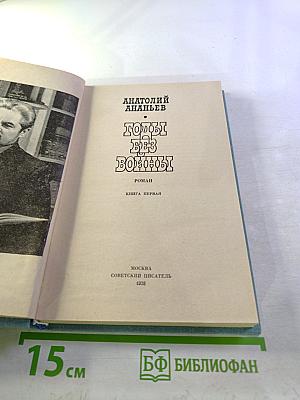 АНАТОЛИЙ
АНАНЬЕВ
ГОДЫ
БЕЗ
ВОЙНЫ
РОМАН
КНИГА ПЕРВАЯ
МОСКВА
СОВЕТСКИЙ ПИСАТЕЛЬ
15 см
БФ БИБЛИОФАН